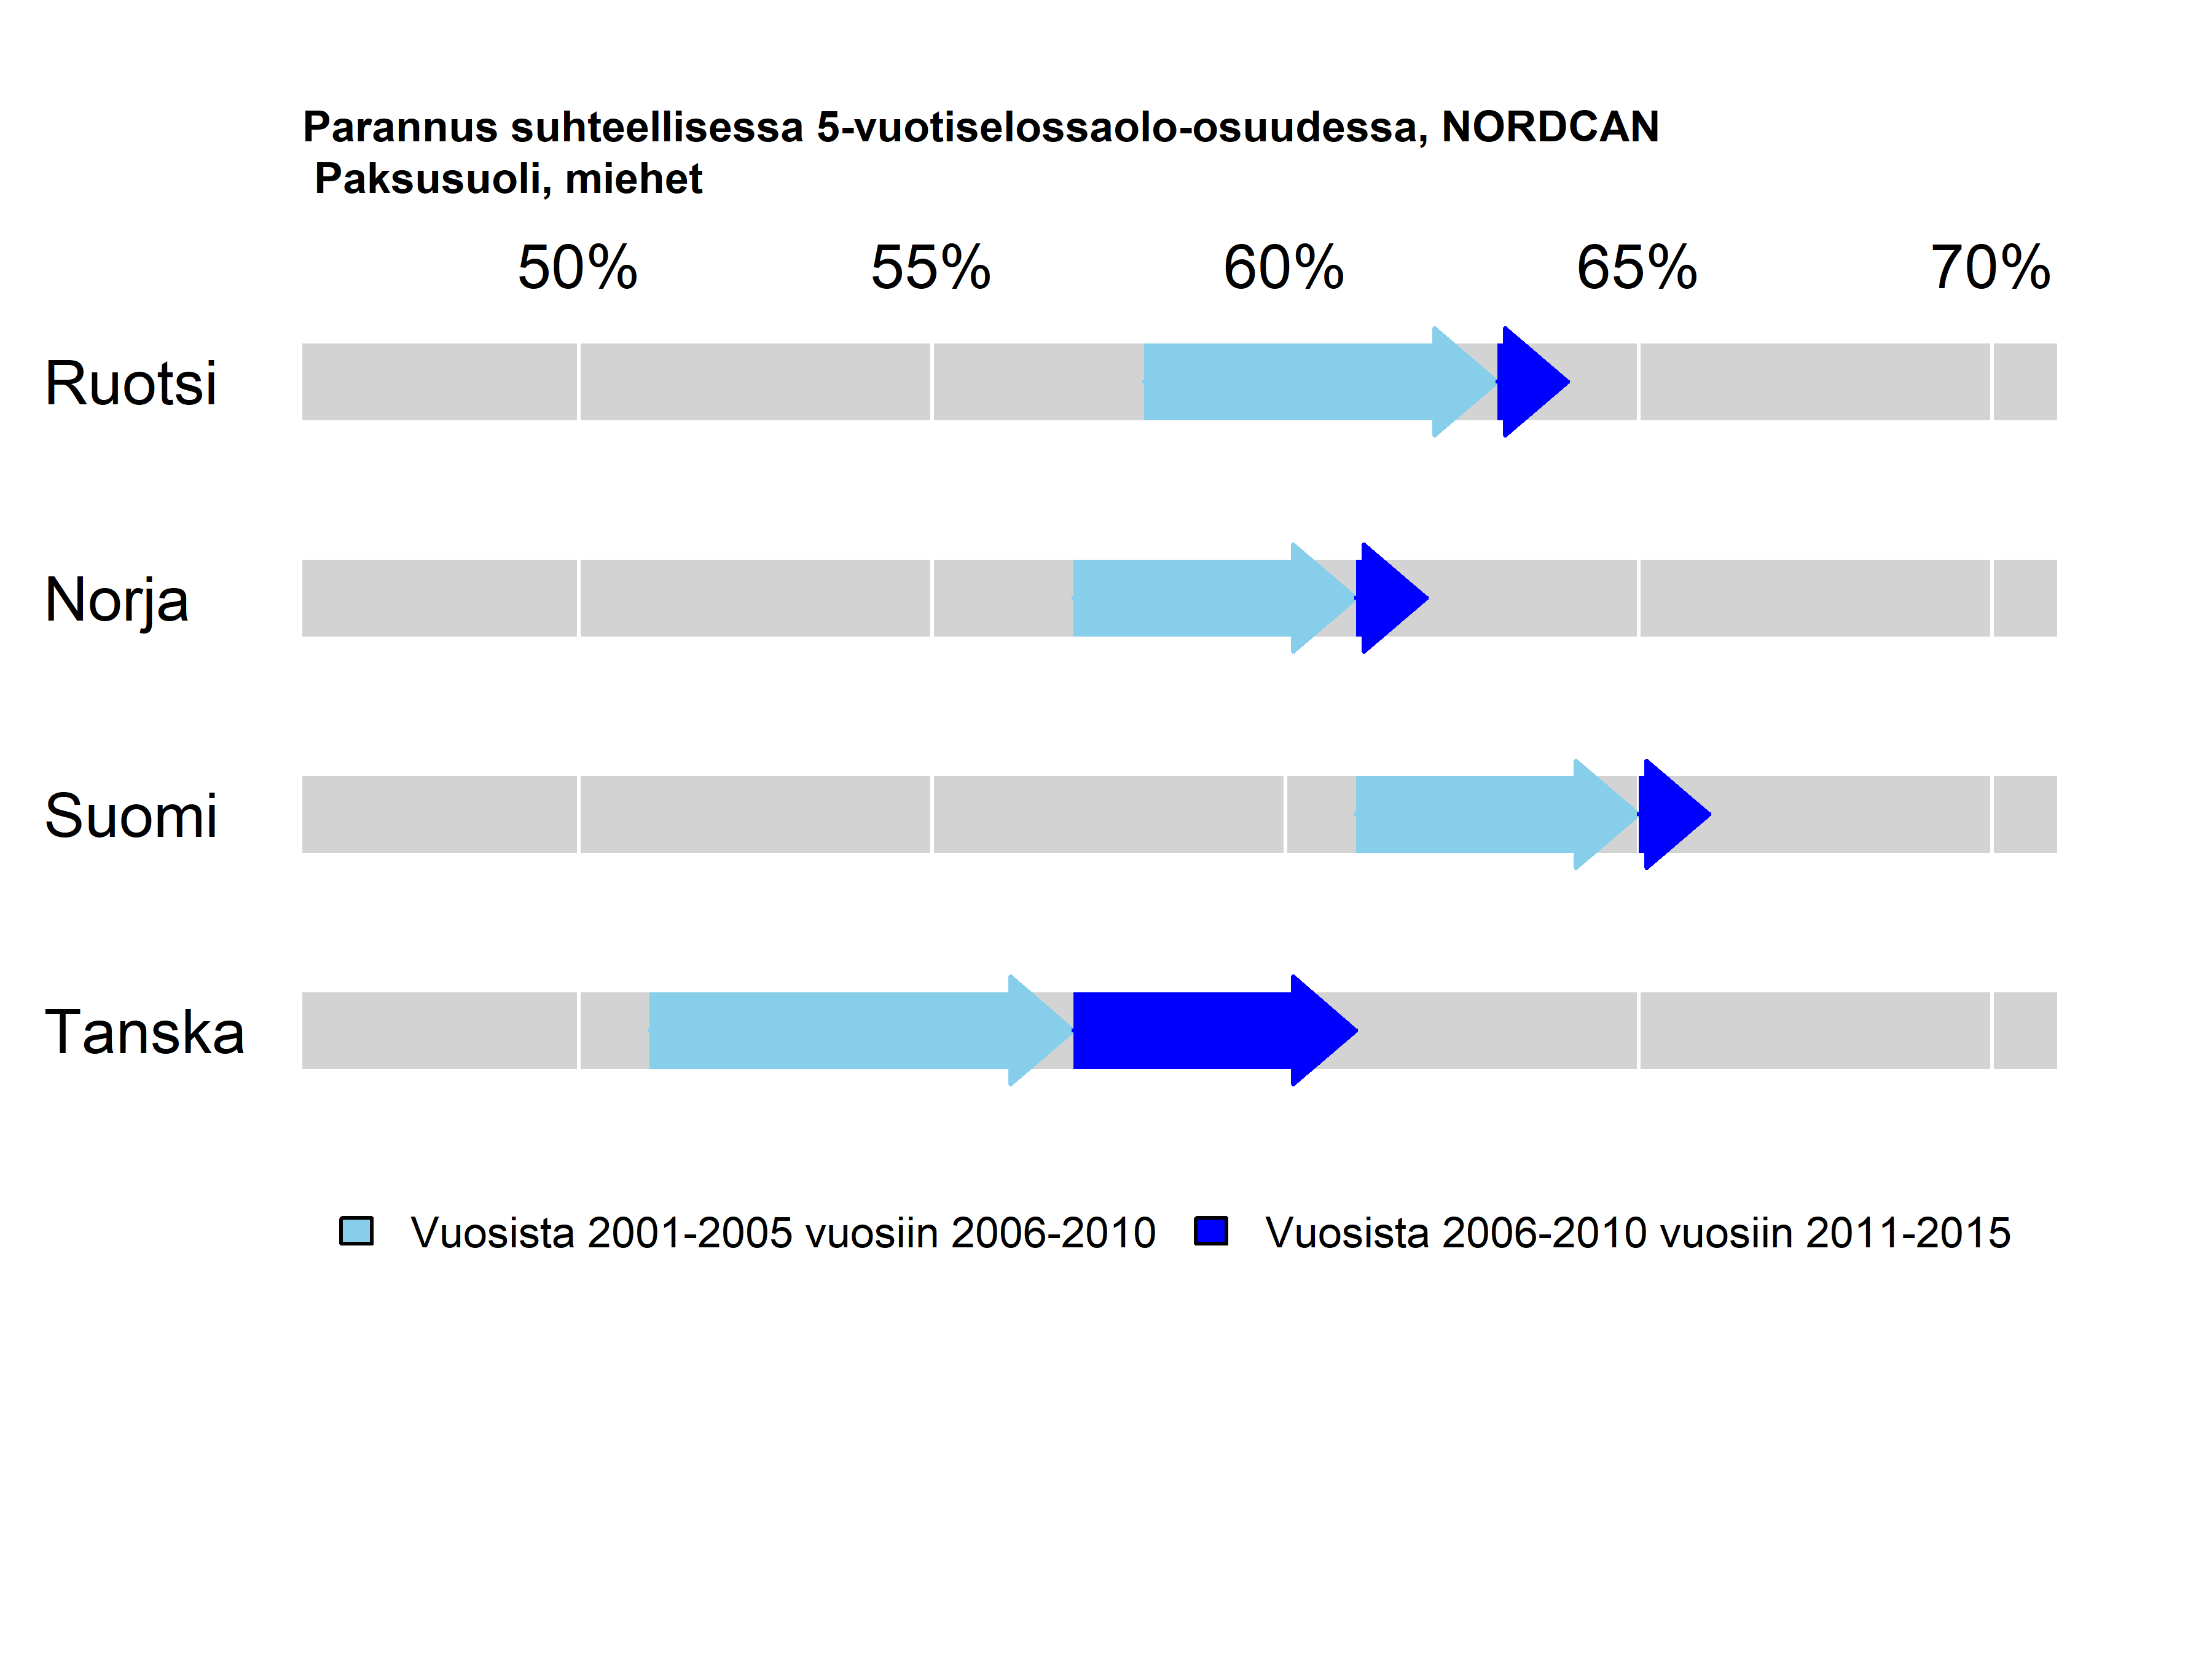 Parannus suhteellisessa 5-vuotiselossaolo-osuudessa, NORDCAN
Paksusuoli, miehet
50% 55% 60% 65% 70%
Ruotsi
Norja
Suomi
Tanska
Vuosista 2001-2005 vuosiin 2006-2010 Vuosista 2006-2010 vuosiin 2011-2015